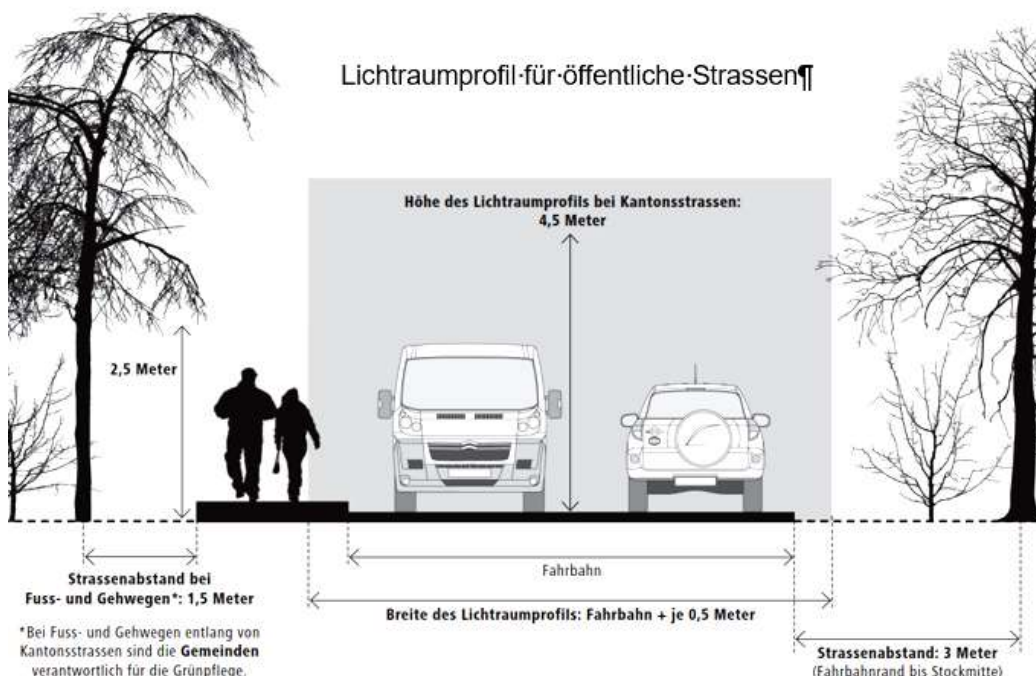 Lichtraumprofil·für·öffentliche·Strassen¶
Höhe des Lichtraumprofils bei Kantonsstrassen:
4,5 Meter
2,5 Meter
Fahrbahn
Strassenabstand bei
Fuss- und Gehwegen*: 1,5 Meter
Breite des Lichtraumprofils: Fahrbahn + je 0,5 Meter
*Bei Fuss- und Gehwegen entlang von
Kantonsstrassen sind die Gemeinden
verantwortlich für die Grünpflege.
Strassenabstand: 3 Meter
(Fahrbahnrand bis Stockmitte)